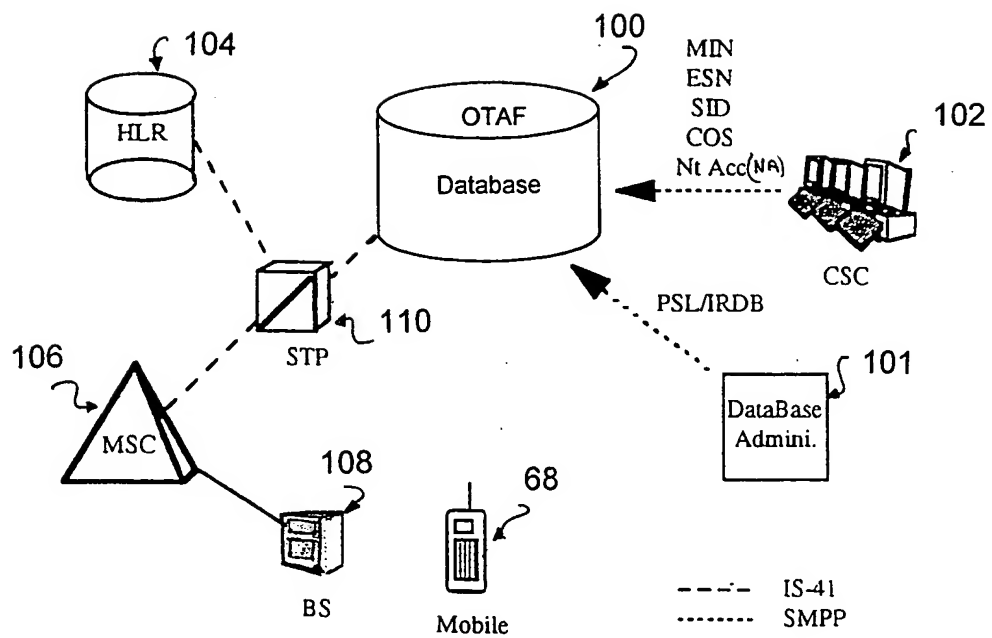 104
HLR
100
OTAF
Database
MIN
ESN
SID
COS
Nt Acc(NA)
102
CSC
PSL/IRDB
110
STP
106
MSC
101
DataBase
Admini.
108
BS
68
Mobile
IS-41
SMPP